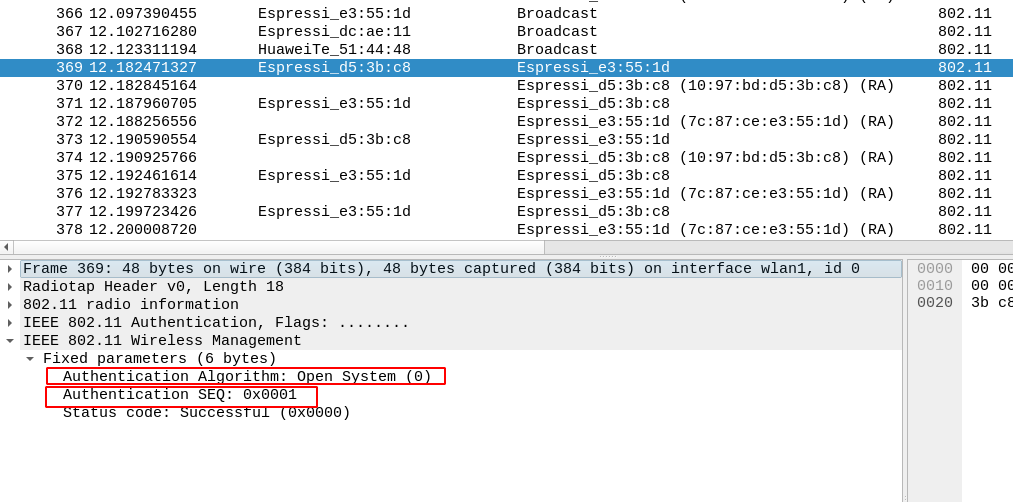 366 12.097390455 Espressi_e3:55:1d Broadcast 802.11
367 12.102716280 Espressi_dc:ae:11 Broadcast 802.11
368 12.123311194 HuaweiTe_51:44:48 Broadcast 802.11
369 12.182471327 Espressi_d5:3b:c8 Espressi_e3:55:1d 802.11
370 12.182845164 Espressi_d5:3b:c8 (10:97:bd:d5:3b:c8) (RA) 802.11
371 12.187960705 Espressi_e3:55:1d Espressi_d5:3b:c8 802.11
372 12.188256556 Espressi_e3:55:1d (7c:87:ce:e3:55:1d) (RA) 802.11
373 12.190590554 Espressi_d5:3b:c8 Espressi_e3:55:1d 802.11
374 12.190925766 Espressi_d5:3b:c8 (10:97:bd:d5:3b:c8) (RA) 802.11
375 12.192461614 Espressi_e3:55:1d Espressi_d5:3b:c8 802.11
376 12.192783323 Espressi_e3:55:1d (7c:87:ce:e3:55:1d) (RA) 802.11
377 12.199723426 Espressi_e3:55:1d Espressi_d5:3b:c8 802.11
378 12.200008720 Espressi_e3:55:1d (7c:87:ce:e3:55:1d) (RA) 802.11
Frame 369: 48 bytes on wire (384 bits), 48 bytes captured (384 bits) on interface wlan1, id 0
Radiotap Header v0, Length 18
802.11 radio information
IEEE 802.11 Authentication, Flags: ........
IEEE 802.11 Wireless Management
Fixed parameters (6 bytes)
Authentication Algorithm: Open System (0)
Authentication SEQ: 0x0001
Status code: Successful (0x0000)
0000 00 00
0010 00 00
0020 3b c8